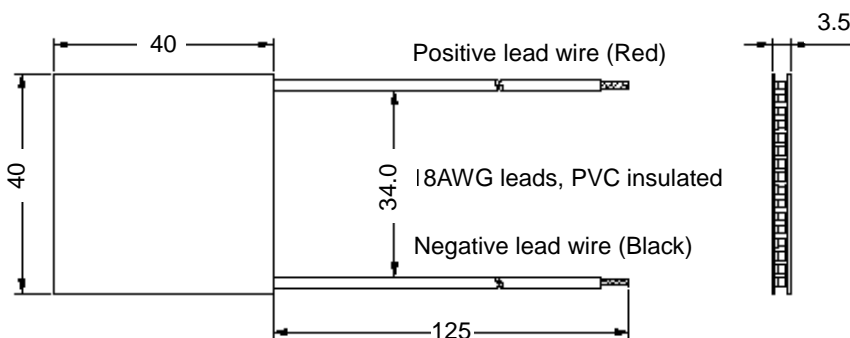 40
3.5
Positive lead wire (Red)
40
34.0
18AWG leads, PVC insulated
Negative lead wire (Black)
125